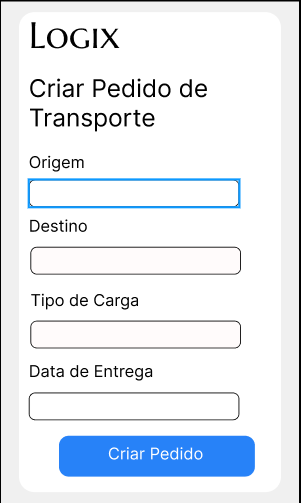 Logix
Criar Pedido de
Transporte
Origem
Destino
Tipo de Carga
Data de Entrega
Criar Pedido